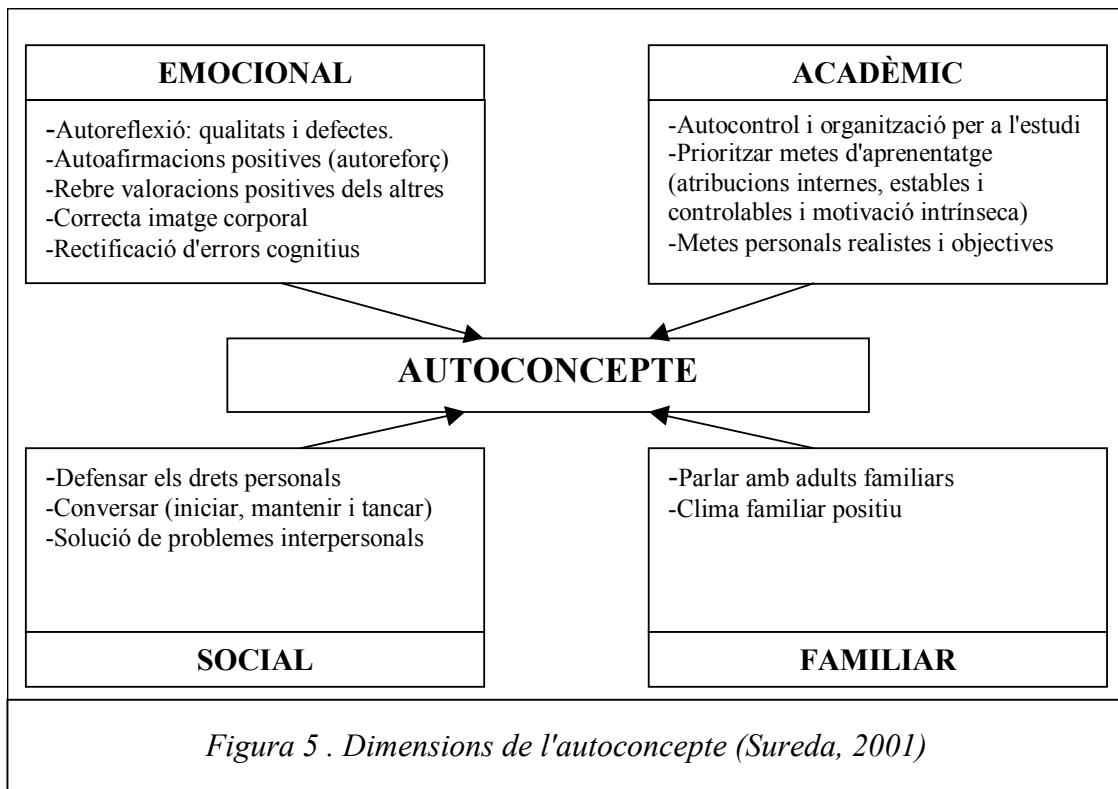 EMOCIONAL
-Autoreflexió: qualitats i defectes.
-Autoafirmacions positives (autoreforç)
-Rebre valoracions positives dels altres
-Correcta imatge corporal
-Rectificació d'errors cognitius
ACADÈMIC
-Autocontrol i organització per a l'estudi
-Prioritzar metes d'aprenentatge
(atribucions internes, estables i
controlables i motivació intrínseca)
-Metes personals realistes i objectives
AUTOCONCEPTE
-Defensar els drets personals
-Conversar (iniciar, mantenir i tancar)
-Solució de problemes interpersonals
SOCIAL
-Parlar amb adults familiars
-Clima familiar positiu
FAMILIAR
Figura 5 . Dimensions de l'autoconcepte (Sureda, 2001)